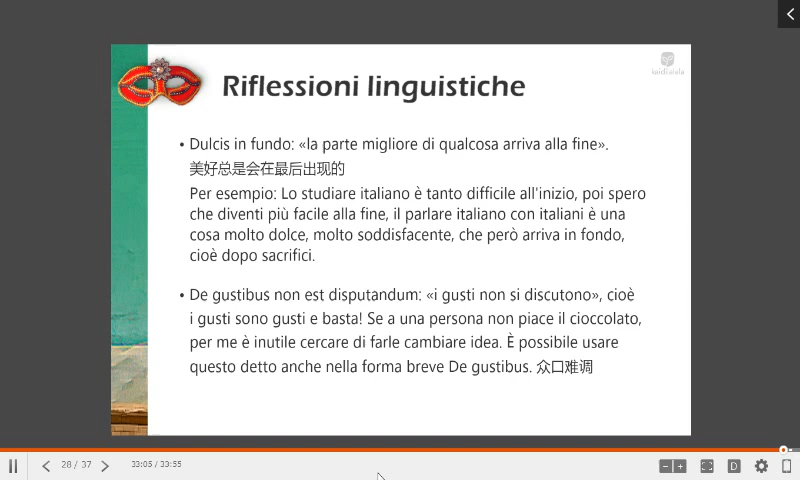 Riflessioni linguistiche
kaidialala
• Dulcis in fundo: «la parte migliore di qualcosa arriva alla fine».
美好总是会在最后出现的
Per esempio: Lo studiare italiano è tanto difficile all'inizio, poi spero
che diventi più facile alla fine, il parlare italiano con italiani è una
cosa molto dolce, molto soddisfacente, che però arriva in fondo,
cioè dopo sacrifici.
• De gustibus non est disputandum: «i gusti non si discutono», cioè
i gusti sono gusti e basta! Se a una persona non piace il cioccolato,
per me è inutile cercare di farle cambiare idea. È possibile usare
questo detto anche nella forma breve De gustibus. 众口难调
28 / 37 33:05 / 33:55
D